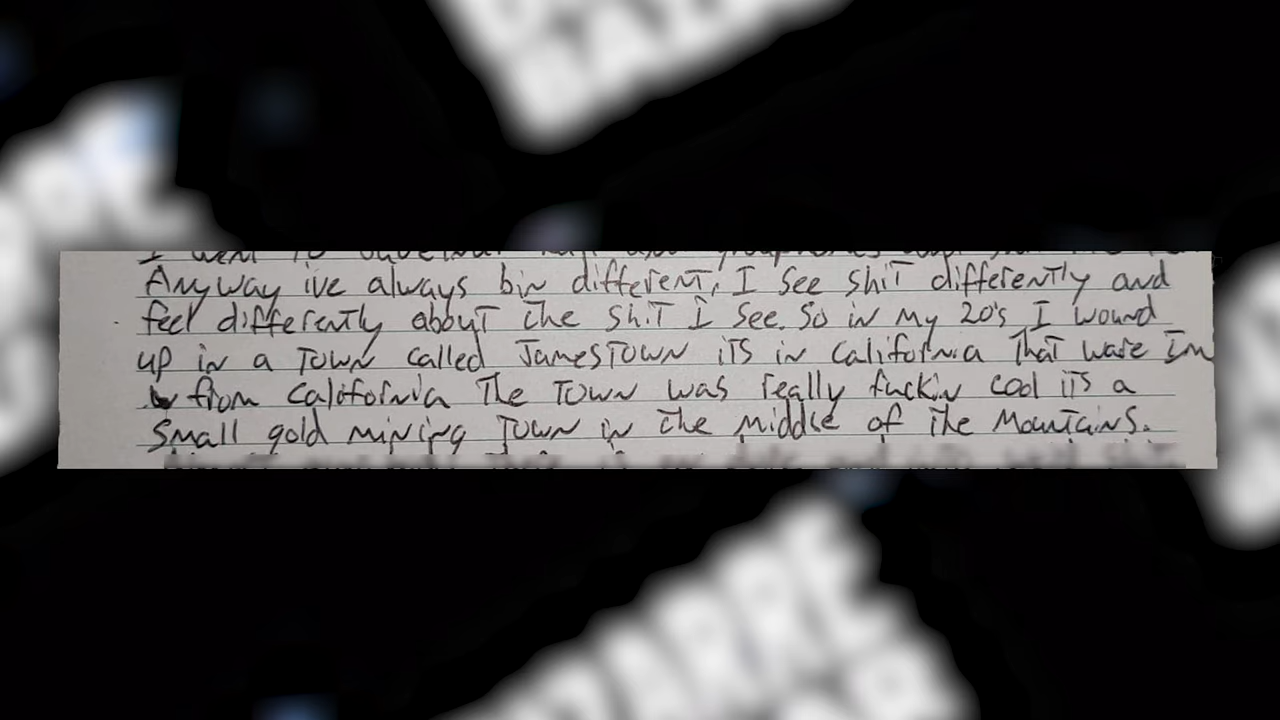 Anyway ive always bin different, I see shit differently and
feel differently about the shit I see. So in my 20's I wound
up in a Town called JamesTown iTs in California That ware Im
from California The Town was really fuckin cool iTs a
Small gold mining Town in the middle of the Mountains.